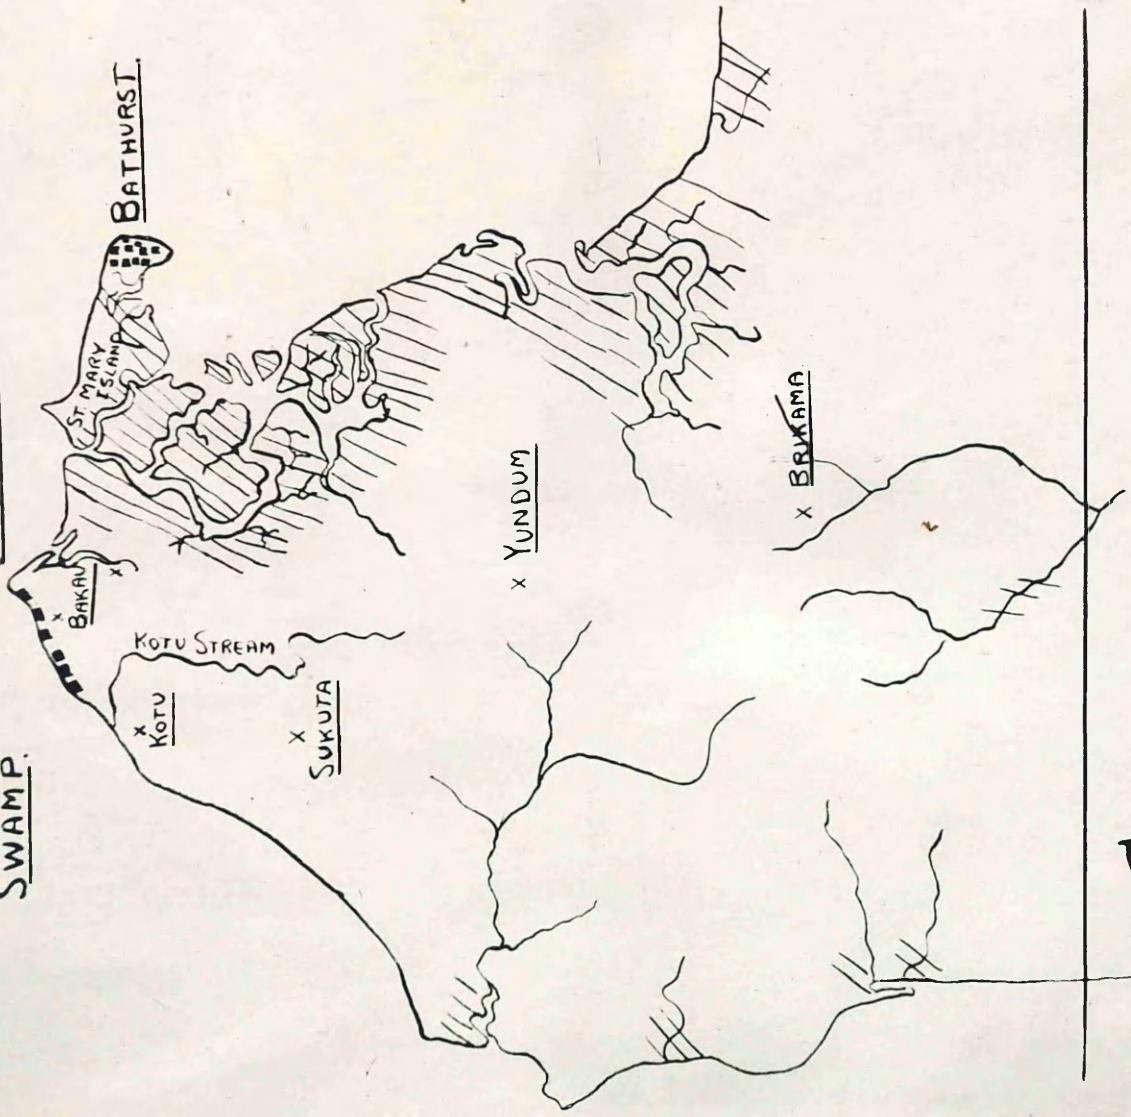 SWAMP.
BATHURST.
ST MARY
ISLAND
BAKAU
KOTU STREAM
KOTU
SUKUTA
x YUNDUM
x BRIKAMA